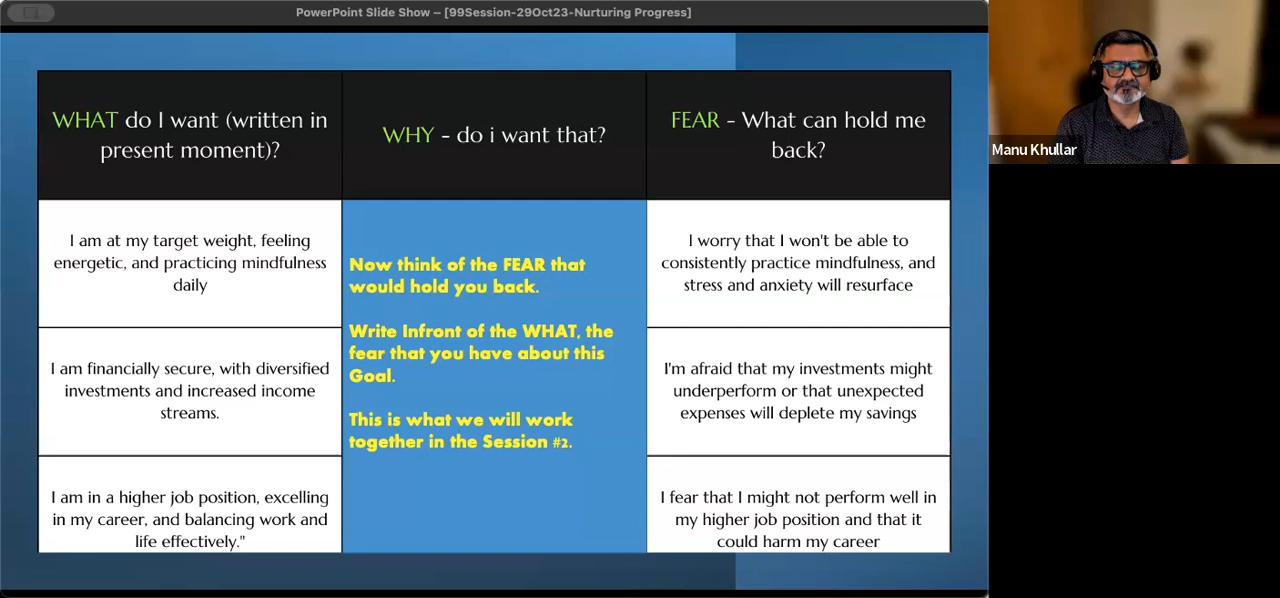 PowerPoint Slide Show – [99Session-29Oct23-Nurturing Progress]
WHAT do I want (written in
present moment)?
WHY - do i want that?
FEAR - What can hold me
back?
I am at my target weight, feeling
energetic, and practicing mindfulness
daily
Now think of the FEAR that
would hold you back.
Write Infront of the WHAT, the
fear that you have about this
Goal.
This is what we will work
together in the Session #2.
I worry that I won't be able to
consistently practice mindfulness, and
stress and anxiety will resurface
I am financially secure, with diversified
investments and increased income
streams.
I'm afraid that my investments might
underperform or that unexpected
expenses will deplete my savings
I am in a higher job position, excelling
in my career, and balancing work and
life effectively."
I fear that I might not perform well in
my higher job position and that it
could harm my career
Manu Khullar